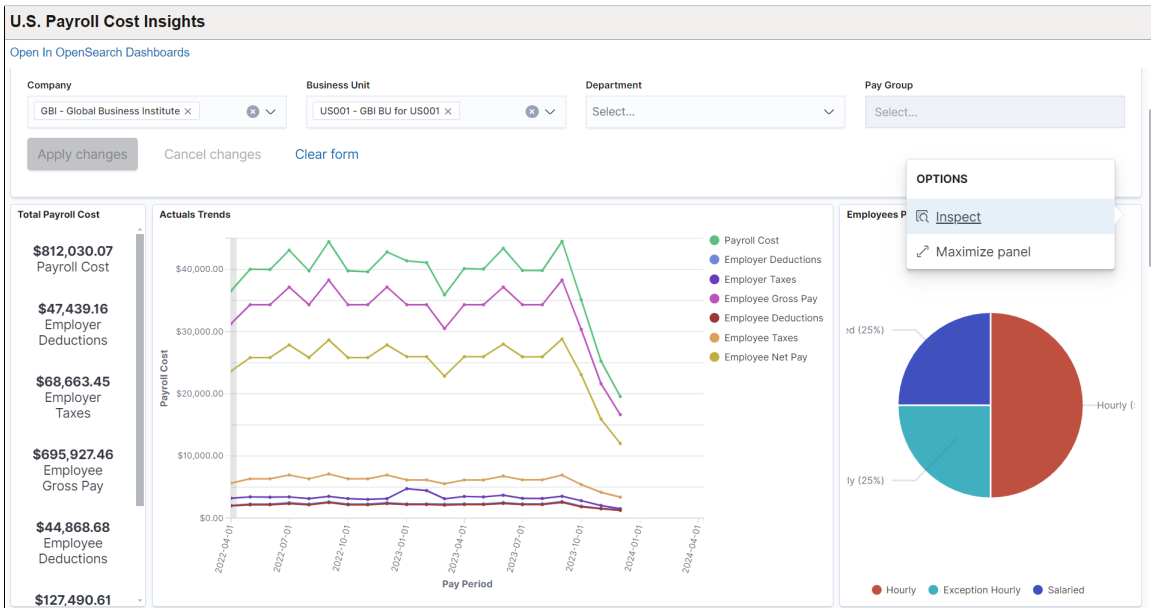 U.S. Payroll Cost Insights
Open In OpenSearch Dashboards
Company
Business Unit
Department
Pay Group
GBI - Global Business Institute ×
US001 - GBI BU for US001 ×
Select...
Select...
Apply changes
Cancel changes
Clear form
OPTIONS
Inspect
Maximize panel
Total Payroll Cost
$812,030.07
Payroll Cost
$47,439.16
Employer
Deductions
$68,663.45
Employer
Taxes
$695,927.46
Employee
Gross Pay
$44,868.68
Employee
Deductions
$127,490.61
Actuals Trends
Payroll Cost
$40,000.00
$30,000.00
$20,000.00
$10,000.00
$0.00
2022-04-01
2022-07-01
2022-10-01
2023-01-01
2023-04-01
2023-07-01
2023-10-01
2024-01-01
2024-04-01
Pay Period
Payroll Cost
Employer Deductions
Employer Taxes
Employee Gross Pay
Employee Deductions
Employee Taxes
Employee Net Pay
Employees P
ed (25%)
Hourly (
ly (25%)
Hourly
Exception Hourly
Salaried